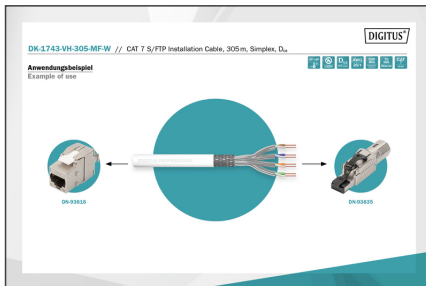 DIGITUS®
DK-1743-VH-305-MF-W // CAT 7 S/FTP Installation Cable, 305 m, Simplex, Dca
Anwendungsbeispiel
Example of use
DN-93616
DN-93635